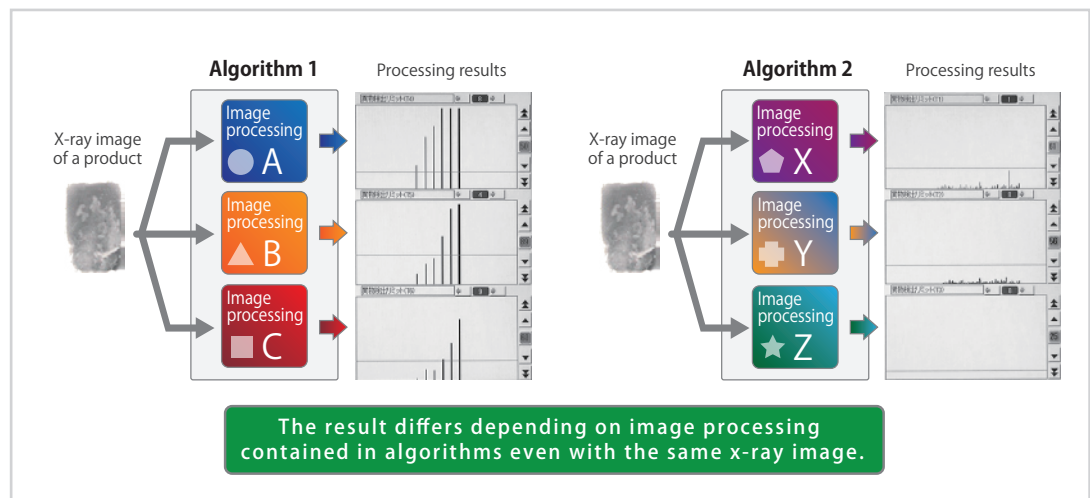 Algorithm 1
Processing results
X-ray image
of a product
Image
processing
A
Image
processing
B
Image
processing
C
Algorithm 2
Processing results
X-ray image
of a product
Image
processing
X
Image
processing
Y
Image
processing
Z
The result differs depending on image processing
contained in algorithms even with the same x-ray image.